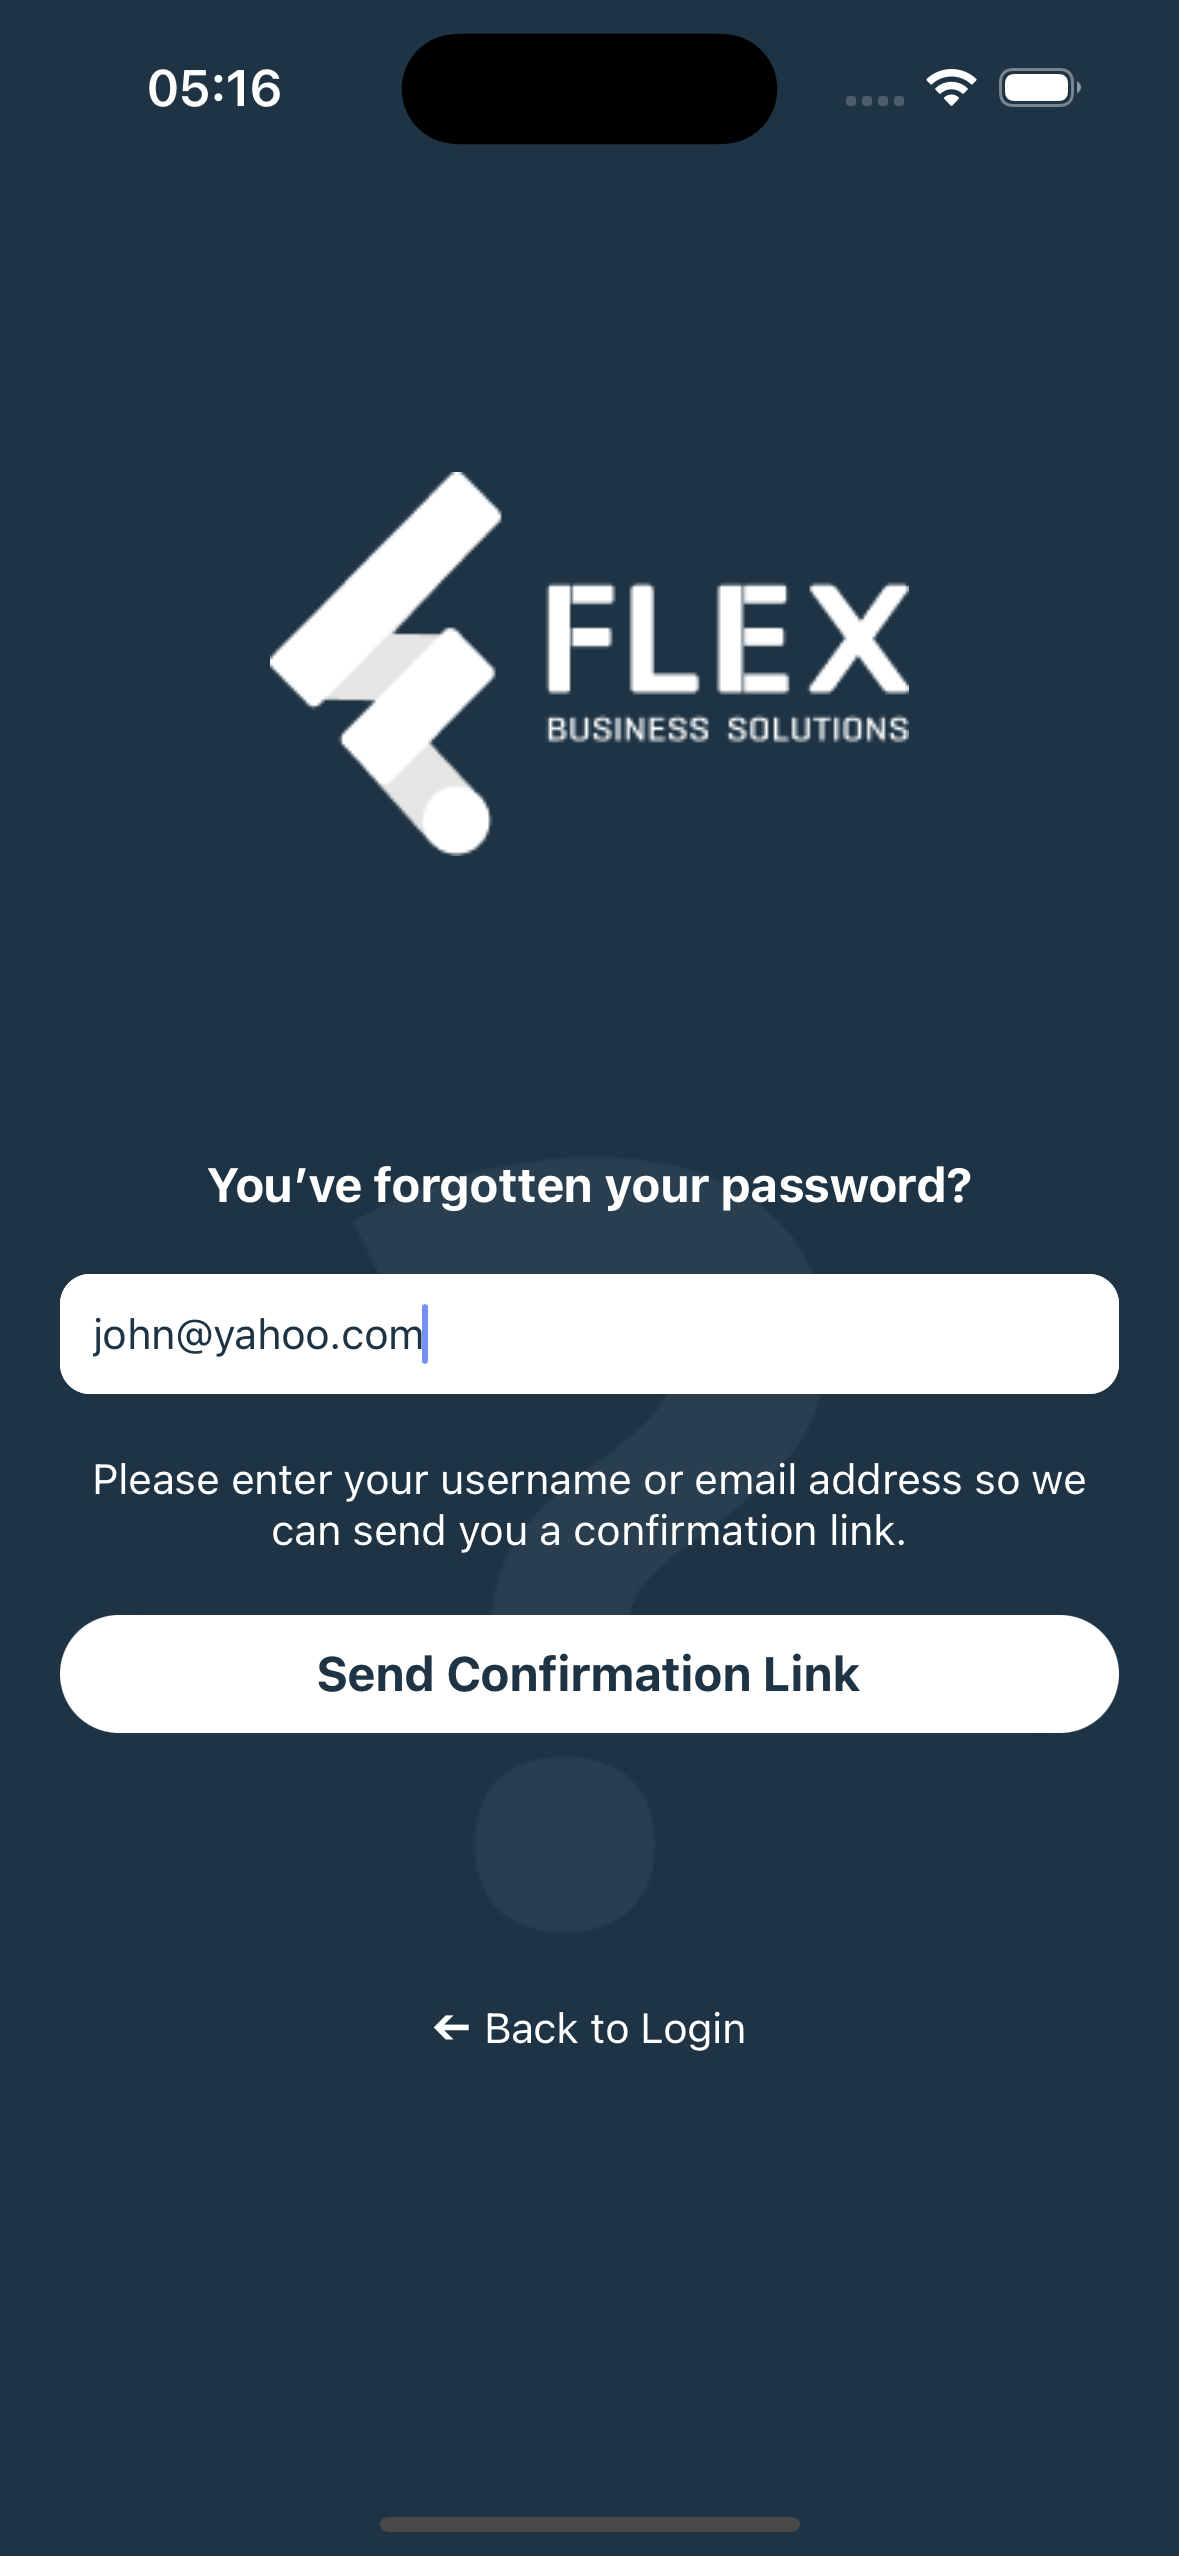 05:16
FLEX
BUSINESS SOLUTIONS
You’ve forgotten your password?
john@yahoo.com
Please enter your username or email address so we
can send you a confirmation link.
Send Confirmation Link
← Back to Login